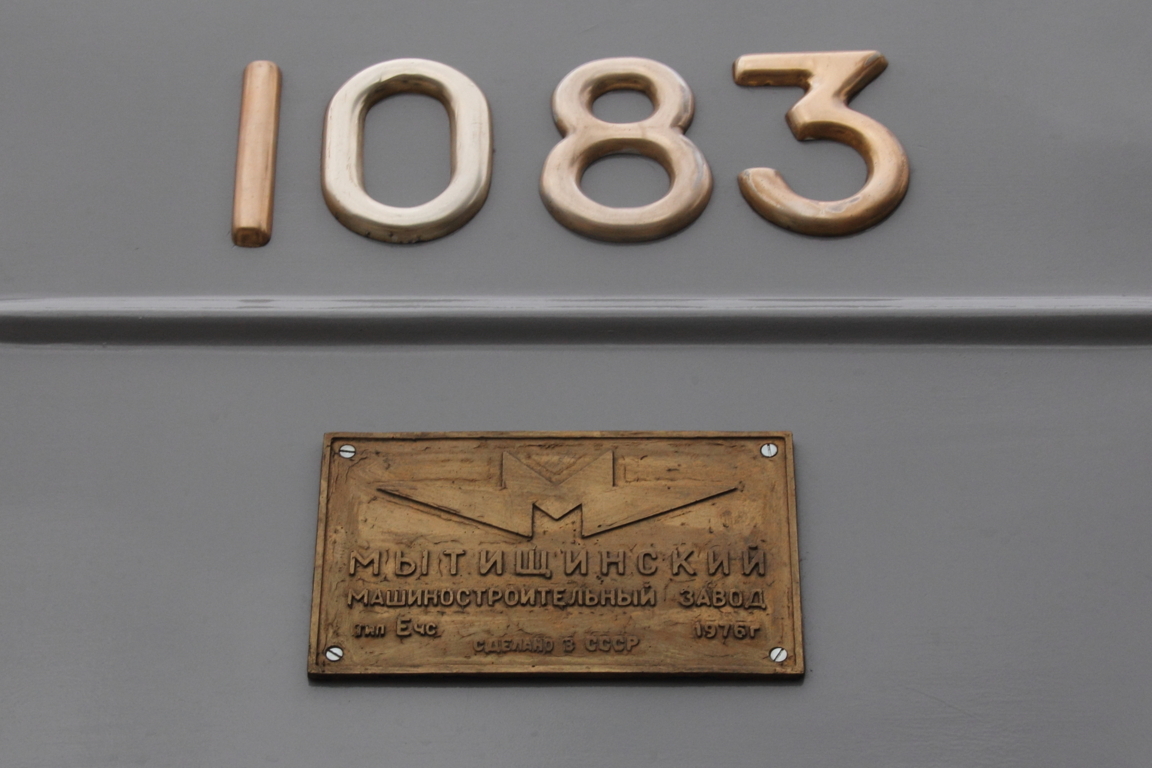 1083
М
М
МЫТИЩИНСКИЙ
МАШИНОСТРОИТЕЛЬНЫЙ ЗАВОД
тип Ечс 1976г
СДЕЛАНО В СССР